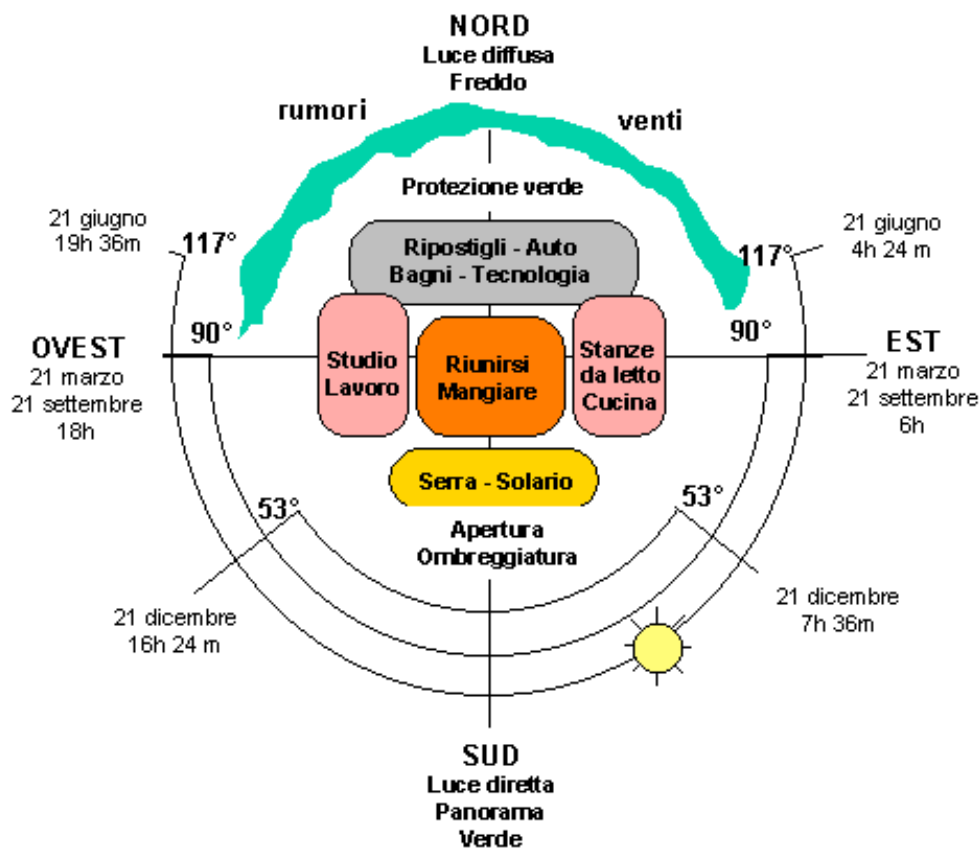 NORD
Luce diffusa
Freddo
rumori
venti
Protezione verde
21 giugno
19h 36m
117°
21 giugno
4h 24 m
117°
Ripostigli - Auto
Bagni - Tecnologia
90°
90°
OVEST
21 marzo
21 settembre
18h
Studio
Lavoro
Riunirsi
Mangiare
Stanze
da letto
Cucina
EST
21 marzo
21 settembre
6h
Serra - Solario
53°
53°
Apertura
Ombreggiatura
21 dicembre
16h 24 m
21 dicembre
7h 36m
SUD
Luce diretta
Panorama
Verde